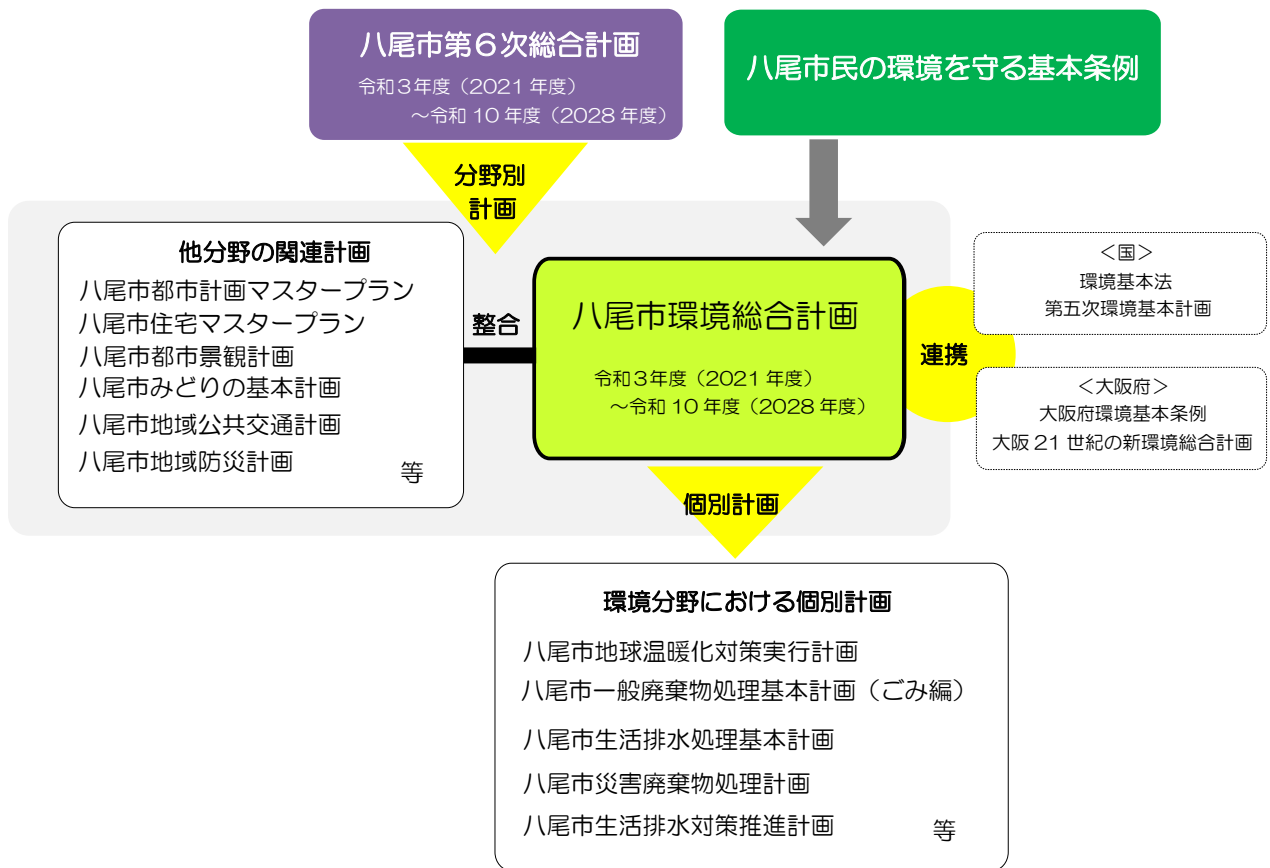 八尾市第6次総合計画
令和3年度（2021 年度）
～令和 10 年度（2028 年度）
八尾市民の環境を守る基本条例
分野別
計画
他分野の関連計画
八尾市都市計画マスタープラン
八尾市住宅マスタープラン
八尾市都市景観計画
八尾市みどりの基本計画
八尾市地域公共交通計画
八尾市地域防災計画
等
整合
八尾市環境総合計画
令和3年度（2021 年度）
～令和 10 年度（2028 年度）
連携
＜国＞
環境基本法
第五次環境基本計画
＜大阪府＞
大阪府環境基本条例
大阪 21 世紀の新環境総合計画
個別計画
環境分野における個別計画
八尾市地球温暖化対策実行計画
八尾市一般廃棄物処理基本計画（ごみ編）
八尾市生活排水処理基本計画
八尾市災害廃棄物処理計画
八尾市生活排水対策推進計画
等